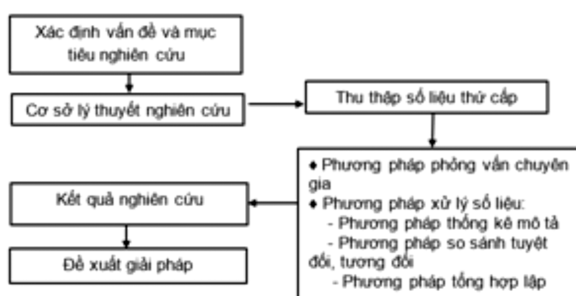 Xác định vấn đề và mục
tiêu nghiên cứu
Cơ sở lý thuyết nghiên cứu
Thu thập số liệu thứ cấp
♦ Phương pháp phỏng vấn chuyên
gia
♦ Phương pháp xử lý số liệu:
- Phương pháp thống kê mô tả
- Phương pháp so sánh tuyệt
đối, tương đối
- Phương pháp tổng hợp lập
Kết quả nghiên cứu
Đề xuất giải pháp